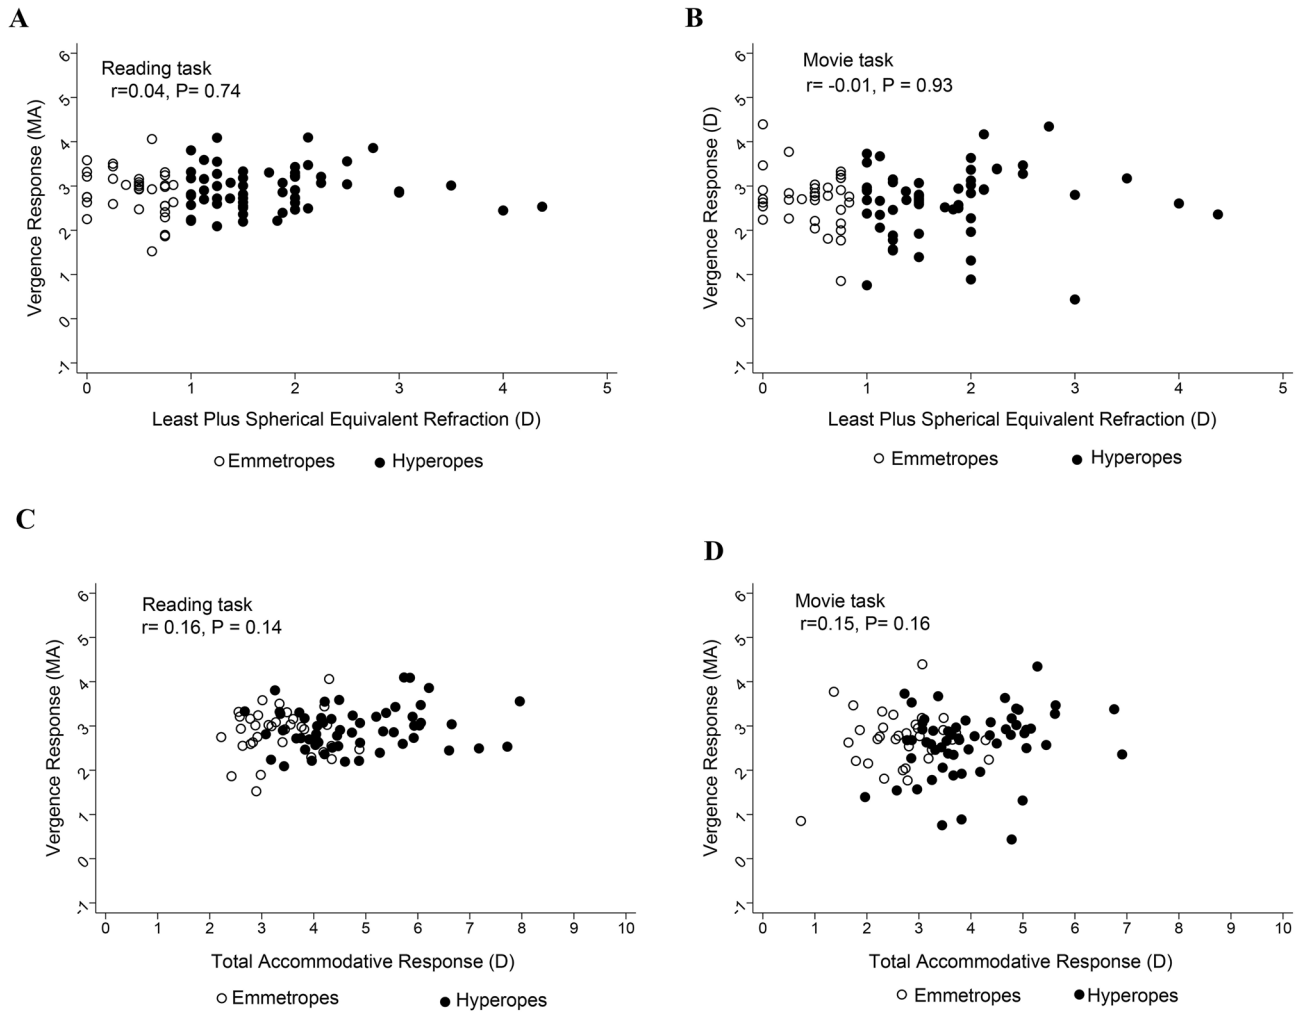 A
Reading task
r=0.04, P= 0.74
Vergence Response (MA)
6
5
4
3
2
1
0
-1
0 1 2 3 4 5
Least Plus Spherical Equivalent Refraction (D)
Emmetropes Hyperopes
B
Movie task
r= -0.01, P = 0.93
Vergence Response (D)
6
5
4
3
2
1
0
-1
0 1 2 3 4 5
Least Plus Spherical Equivalent Refraction (D)
Emmetropes Hyperopes
C
Reading task
r= 0.16, P = 0.14
Vergence Response (MA)
6
5
4
3
2
1
0
-1
0 1 2 3 4 5 6 7 8 9 10
Total Accommodative Response (D)
Emmetropes Hyperopes
D
Movie task
r=0.15, P= 0.16
Vergence Response (MA)
6
5
4
3
2
1
0
-1
0 1 2 3 4 5 6 7 8 9 10
Total Accommodative Response (D)
Emmetropes Hyperopes